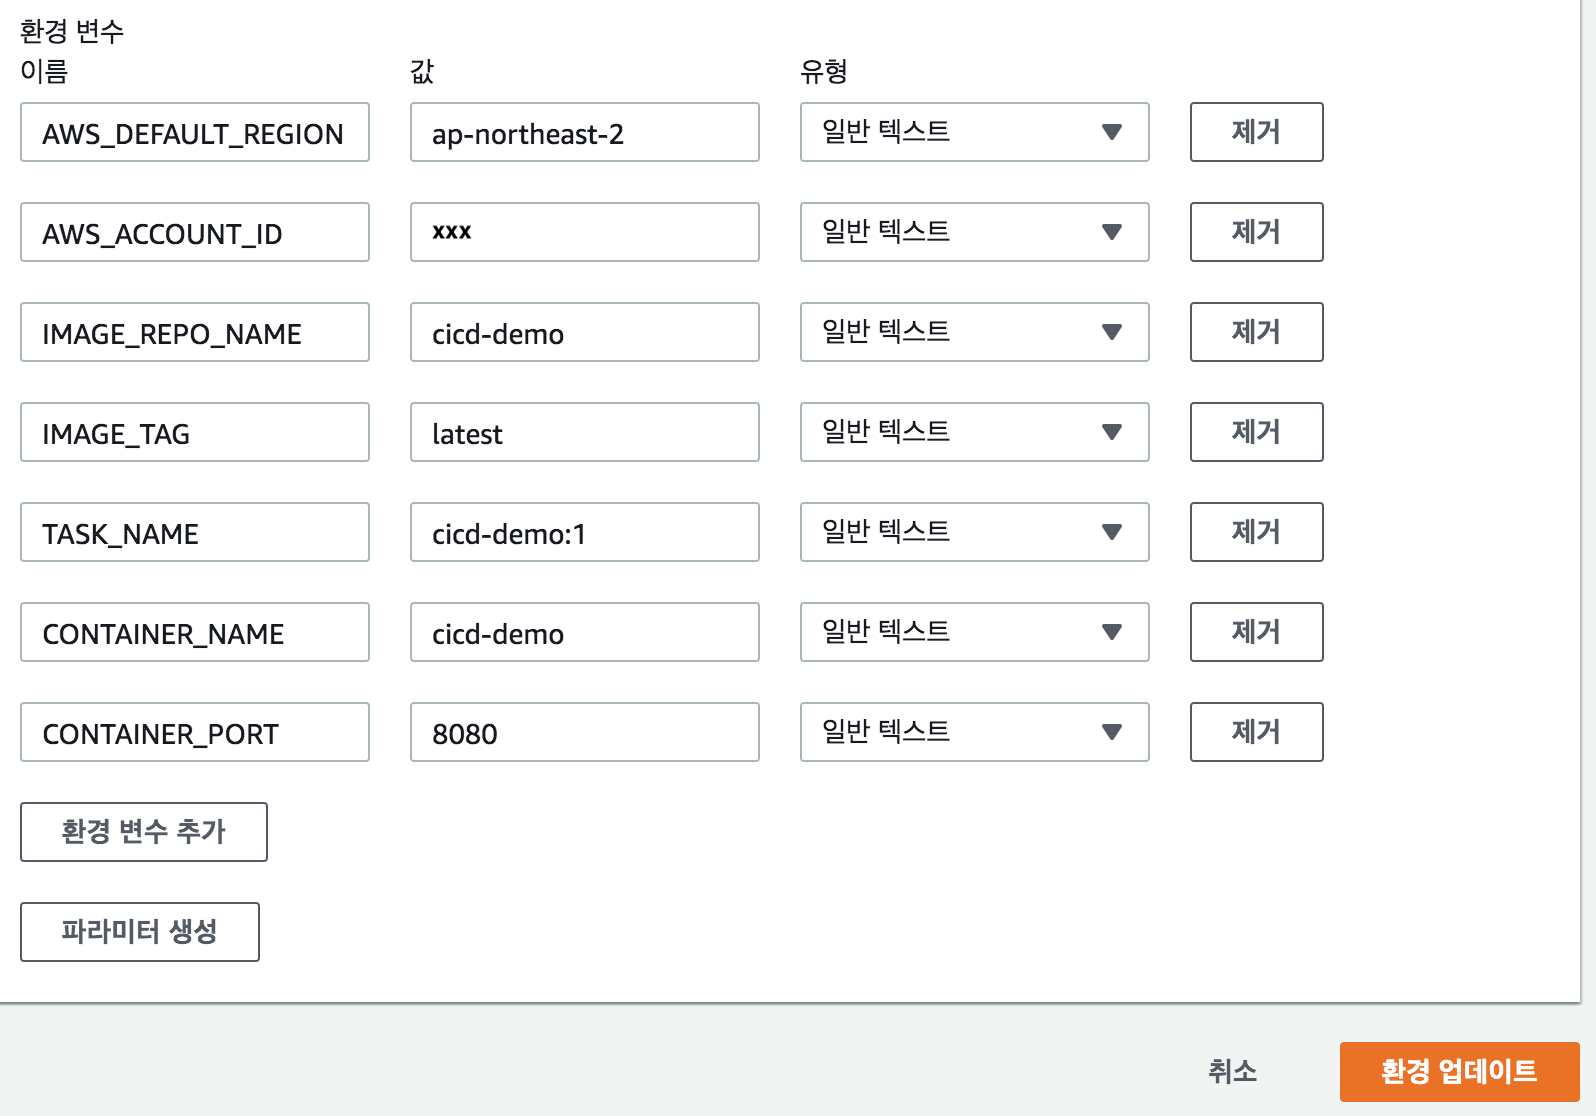 환경 변수
이름 값 유형
AWS_DEFAULT_REGION ap-northeast-2 일반 텍스트 제거
AWS_ACCOUNT_ID xxx 일반 텍스트 제거
IMAGE_REPO_NAME cicd-demo 일반 텍스트 제거
IMAGE_TAG latest 일반 텍스트 제거
TASK_NAME cicd-demo:1 일반 텍스트 제거
CONTAINER_NAME cicd-demo 일반 텍스트 제거
CONTAINER_PORT 8080 일반 텍스트 제거
환경 변수 추가
파라미터 생성
취소 환경 업데이트